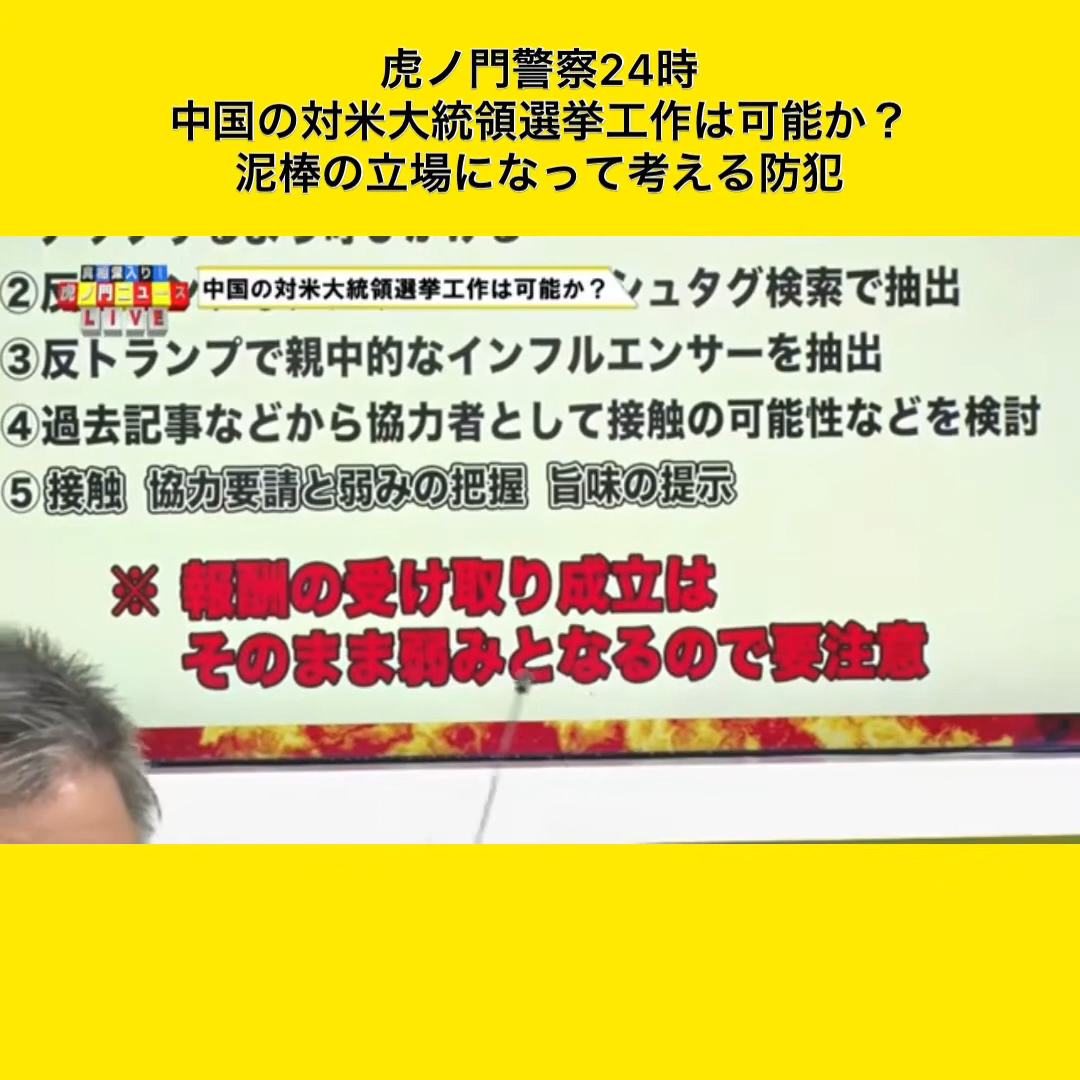 虎ノ門警察24時
中国の対米大統領選挙工作は可能か？
泥棒の立場になって考える防犯
真相深入り！
虎ノ門ニュース
LIVE
中国の対米大統領選挙工作は可能か？
②反
シュタグ検索で抽出
③反トランプで親中的なインフルエンサーを抽出
④過去記事などから協力者として接触の可能性などを検討
⑤接触 協力要請と弱みの把握 旨味の提示
※ 報酬の受け取り成立は
そのまま弱みとなるので要注意